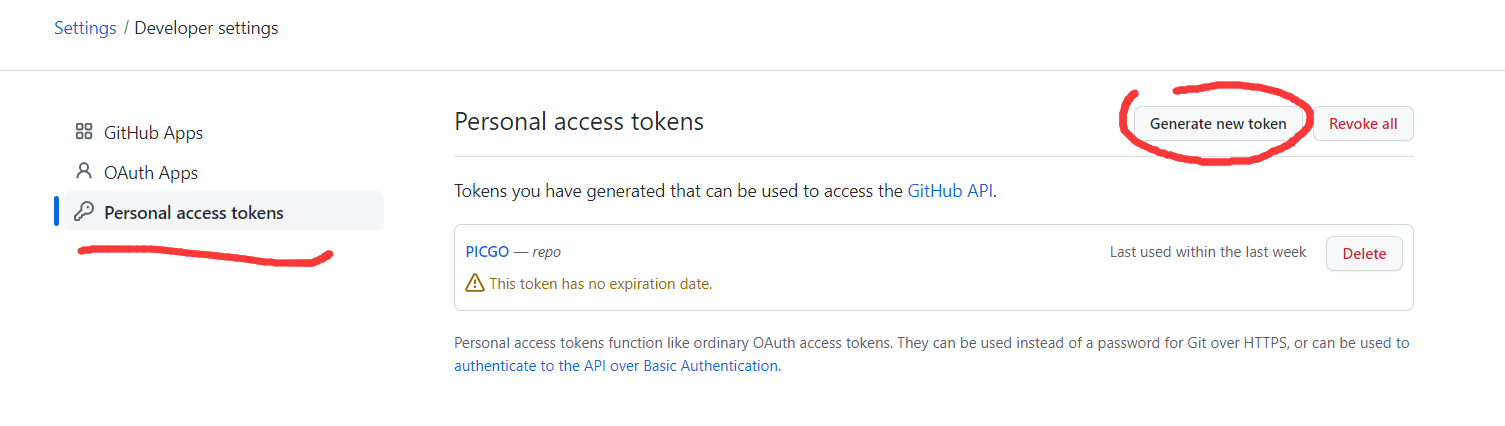 Settings / Developer settings
GitHub Apps
OAuth Apps
Personal access tokens
Personal access tokens
Generate new token
Revoke all
Tokens you have generated that can be used to access the GitHub API.
PICGO — repo
Last used within the last week
Delete
This token has no expiration date.
Personal access tokens function like ordinary OAuth access tokens. They can be used instead of a password for Git over HTTPS, or can be used to
authenticate to the API over Basic Authentication.